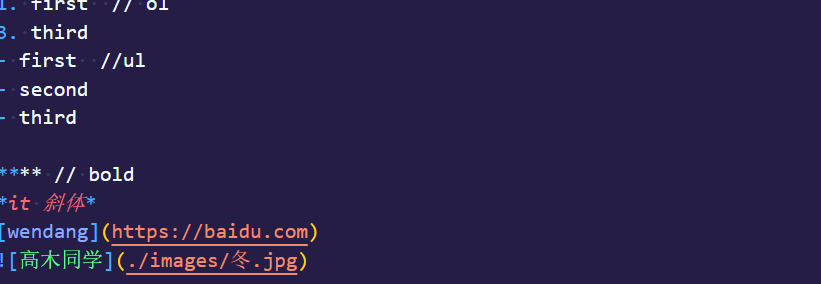 1. first // ol
3. third
- first //ul
- second
- third
**** // bold
*it 斜体*
[wendang](https://baidu.com)
![高木同学](./images/冬.jpg)